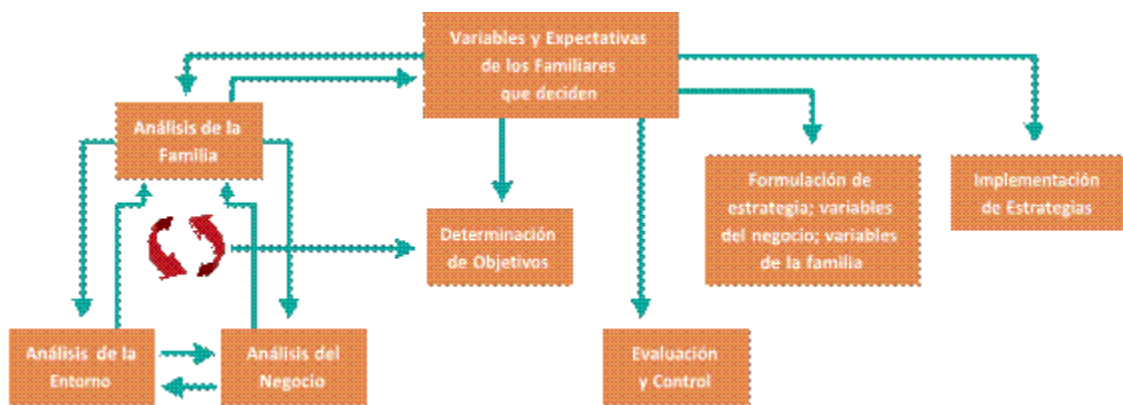 Variables y Expectativas
de los Familiares
que deciden
Análisis de la
Familia
Formulación de
estrategia; variables
del negocio; variables
de la familia
Implementación
de Estrategias
Determinación
de Objetivos
Análisis de la
Entorno
Análisis del
Negocio
Evaluación
y Control